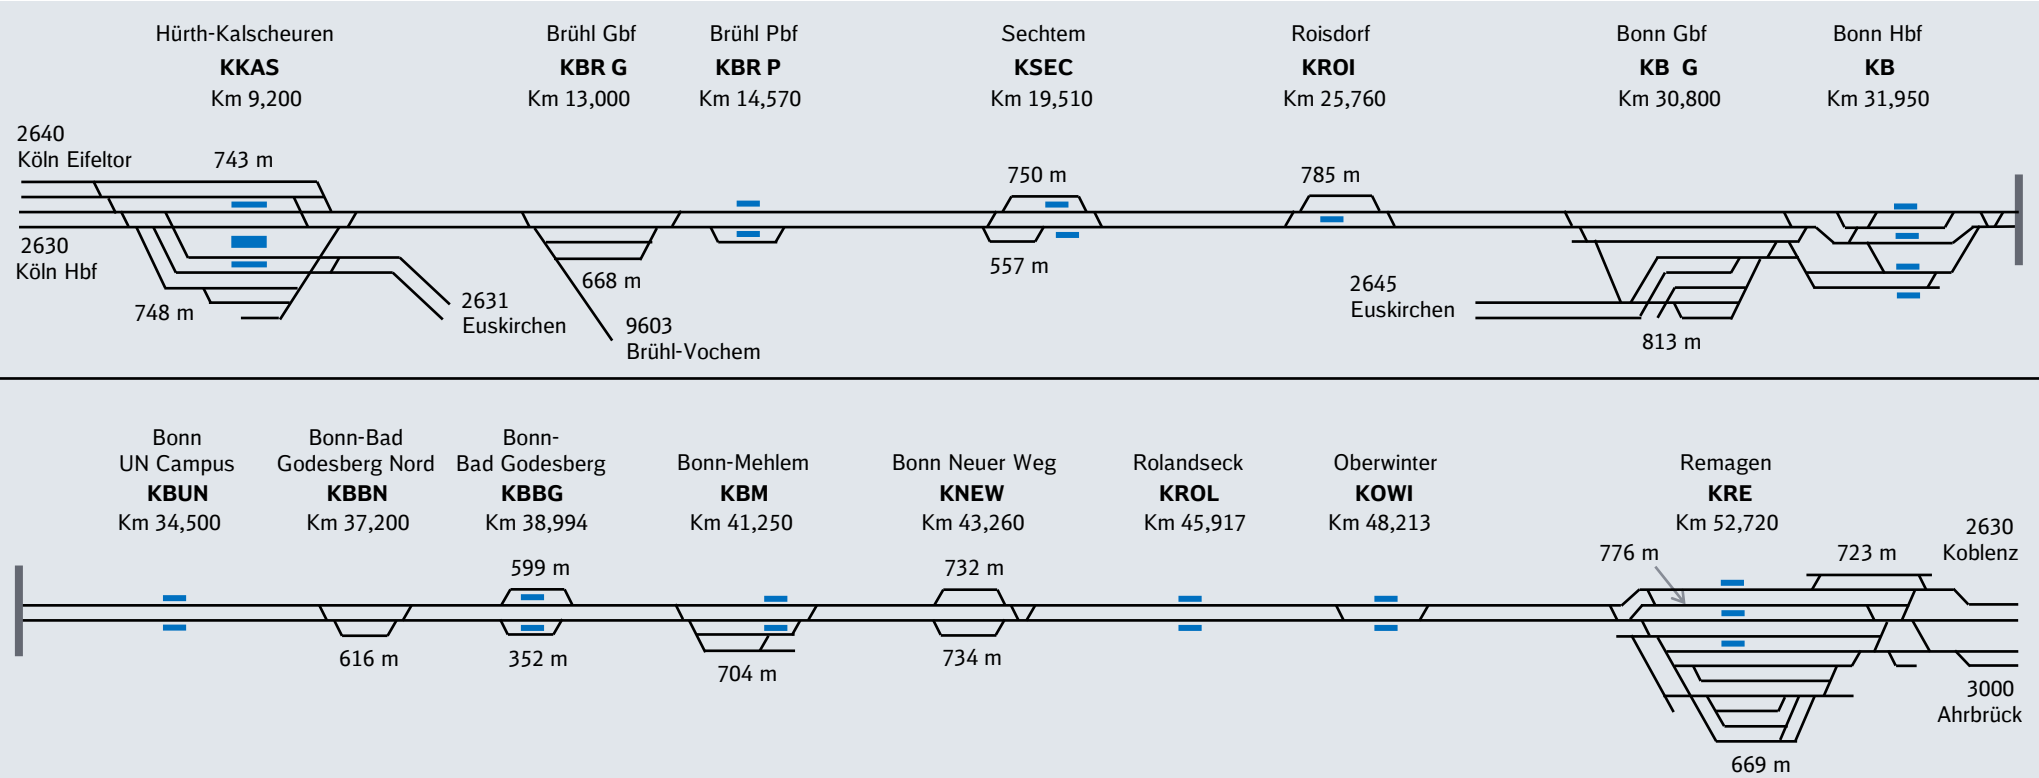 Hürth-Kalscheuren
KKAS
Km 9,200
Brühl Gbf
KBR G
Km 13,000
Brühl Pbf
KBR P
Km 14,570
Sechtem
KSEC
Km 19,510
Roisdorf
KROI
Km 25,760
Bonn Gbf
KB G
Km 30,800
Bonn Hbf
KB
Km 31,950
2640
Köln Eifeltor
743 m
750 m
785 m
2630
Köln Hbf
748 m
2631
Euskirchen
668 m
9603
Brühl-Vochem
557 m
2645
Euskirchen
813 m
Bonn
UN Campus
KBUN
Km 34,500
Bonn-Bad
Godesberg Nord
KBBN
Km 37,200
Bonn-
Bad Godesberg
KBBG
Km 38,994
Bonn-Mehlem
KBM
Km 41,250
Bonn Neuer Weg
KNEW
Km 43,260
Rolandseck
KROL
Km 45,917
Oberwinter
KOWI
Km 48,213
Remagen
KRE
Km 52,720
2630
Koblenz
599 m
732 m
776 m
723 m
616 m
352 m
704 m
734 m
3000
Ahrbrück
669 m